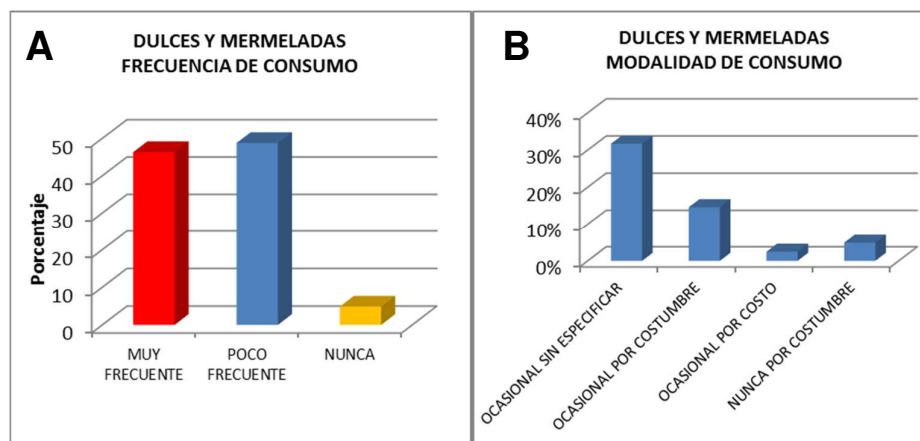 A
DULCES Y MERMELADAS
FRECUENCIA DE CONSUMO
Porcentaje
50
40
30
20
10
0
MUY
FRECUENTE
POCO
FRECUENTE
NUNCA
B
DULCES Y MERMELADAS
MODALIDAD DE CONSUMO
40%
30%
20%
10%
0%
OCASIONAL SIN ESPECIFICAR
OCASIONAL POR COSTUMBRE
OCASIONAL POR COSTO
NUNCA POR COSTUMBRE